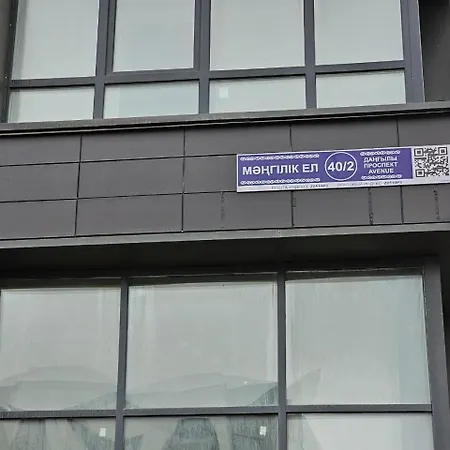 МӘҢГІЛІК ЕЛ
40/2
ДАҢҒЫЛЫ
ПРОСПЕКТ
AVENUE